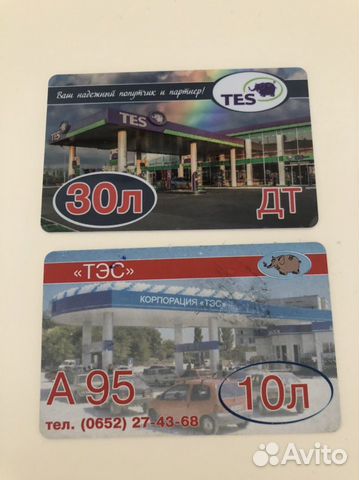 Ваш надежный попутчик и партнер!
TES
TES
TES
30л
ДТ
«ТЭС»
КОРПОРАЦИЯ «ТЭС»
А 95
10л
тел. (0652) 27-43-68
Avito